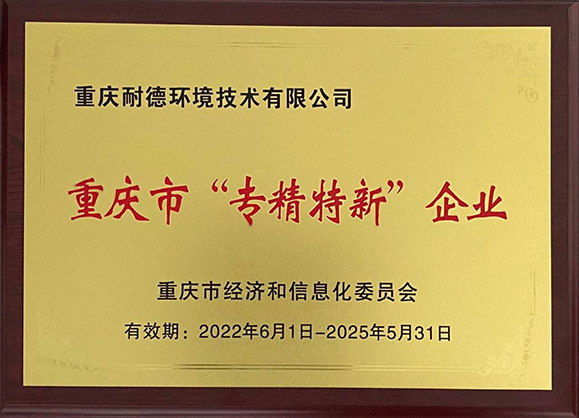 重庆耐德环境技术有限公司
重庆市“专精特新”企业
重庆市经济和信息化委员会
有效期：2022年6月1日-2025年5月31日